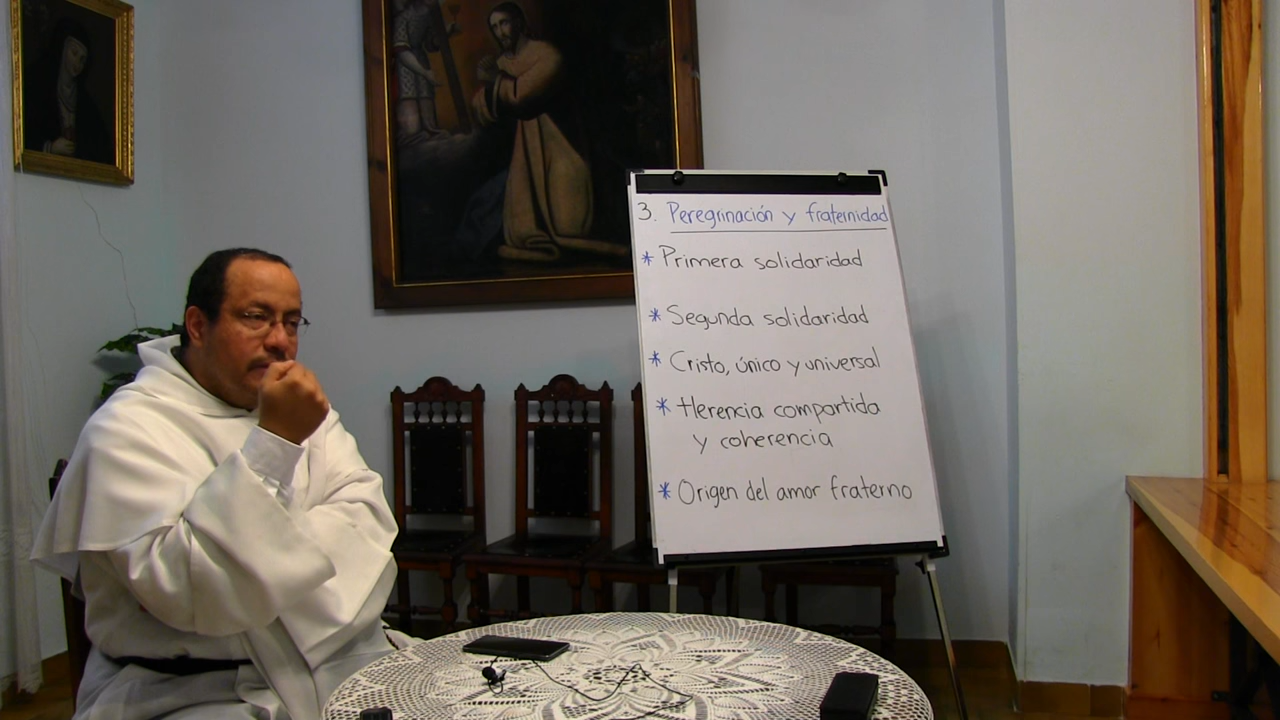 3. Peregrinación y fraternidad
* Primera solidaridad
* Segunda solidaridad
* Cristo, único y universal
* Herencia compartida
y coherencia
* Origen del amor fraterno